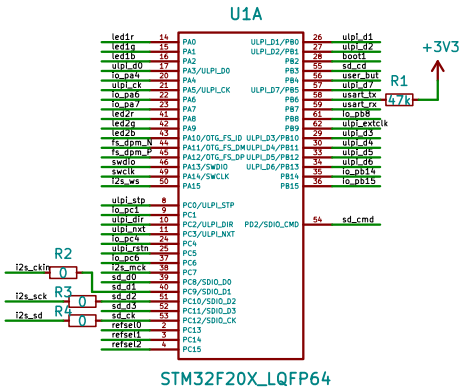 U1A
led1r 14 PA0 ULPI_D1/PB0 26 ulpi_d1
led1g 15 PA1 ULPI_D2/PB1 27 ulpi_d2
led1b 16 PA2 BOOT1/PB2 28 boot1
ulpi_d0 17 PA3/ULPI_D0 PB3 55 sd_cd
io_pa4 20 PA4 PB4 56 user_but
ulpi_ck 21 PA5/ULPI_CK ULPI_D7/PB5 57 ulpi_d7
io_pa6 22 PA6 PB6 58 usart_tx
io_pa7 23 PA7 PB7 59 usart_rx
led2r 41 PA8 PB8 61 io_pb8
led2g 42 PA9 PB9 62 ulpi_extclk
led2b 43 PA10/OTG_FS_ID ULPI_D3/PB10 29 ulpi_d3
fs_dpm_N 44 PA11/OTG_FS_DM ULPI_D4/PB11 30 ulpi_d4
fs_dpm_P 45 PA12/OTG_FS_DP ULPI_D5/PB12 33 ulpi_d5
swdio 46 PA13/SWDIO ULPI_D6/PB13 34 ulpi_d6
swclk 49 PA14/SWCLK PB14 35 io_pb14
i2s_ws 50 PA15 PB15 36 io_pb15
+3V3
R1
47k
ulpi_stp 8 PC0/ULPI_STP
io_pc1 9 PC1
ulpi_dir 10 PC2/ULPI_DIR PD2/SDIO_CMD 54 sd_cmd
ulpi_nxt 11 PC3/ULPI_NXT
io_pc4 24 PC4
ulpi_rstn 25 PC5
io_pc6 37 PC6
i2s_mck 38 PC7
sd_d0 39 PC8/SDIO_D0
sd_d1 40 PC9/SDIO_D1
sd_d2 51 PC10/SDIO_D2
sd_d3 52 PC11/SDIO_D3
sd_ck 53 PC12/SDIO_CK
refsel0 2 PC13
refsel1 3 PC14
refsel2 4 PC15
R2
i2s_ckin 0
R3
i2s_sck 0
R4
i2s_sd 0
STM32F20X_LQFP64